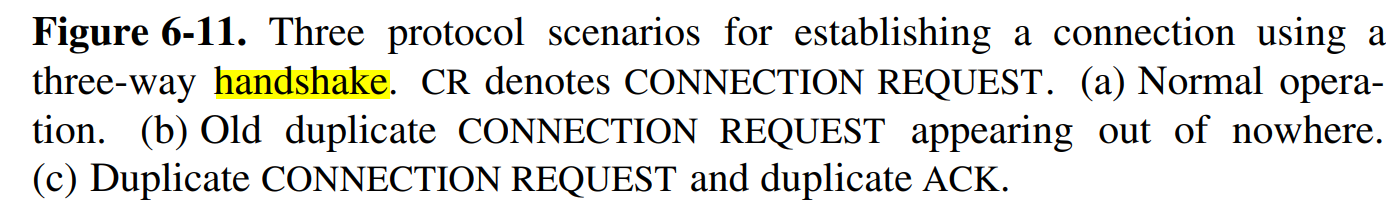 Figure 6-11. Three protocol scenarios for establishing a connection using a
three-way handshake. CR denotes CONNECTION REQUEST. (a) Normal opera-
tion. (b) Old duplicate CONNECTION REQUEST appearing out of nowhere.
(c) Duplicate CONNECTION REQUEST and duplicate ACK.